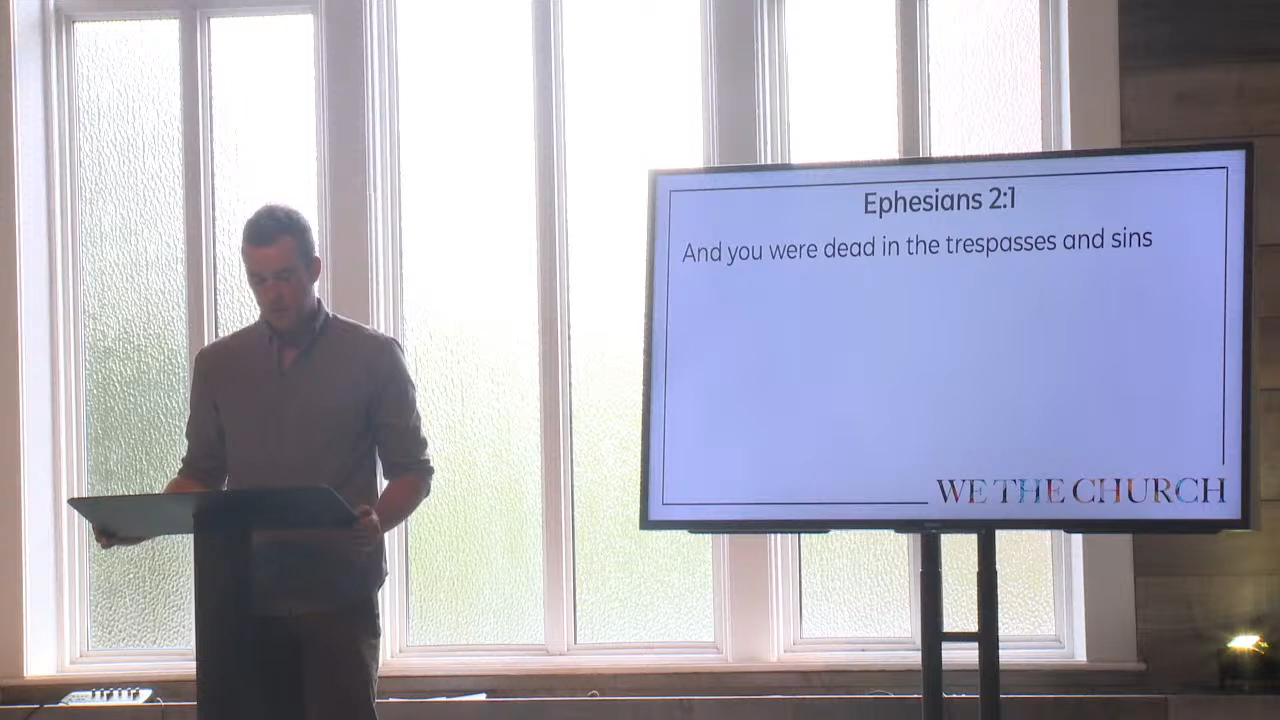 Ephesians 2:1
And you were dead in the trespasses and sins
WE THE CHURCH